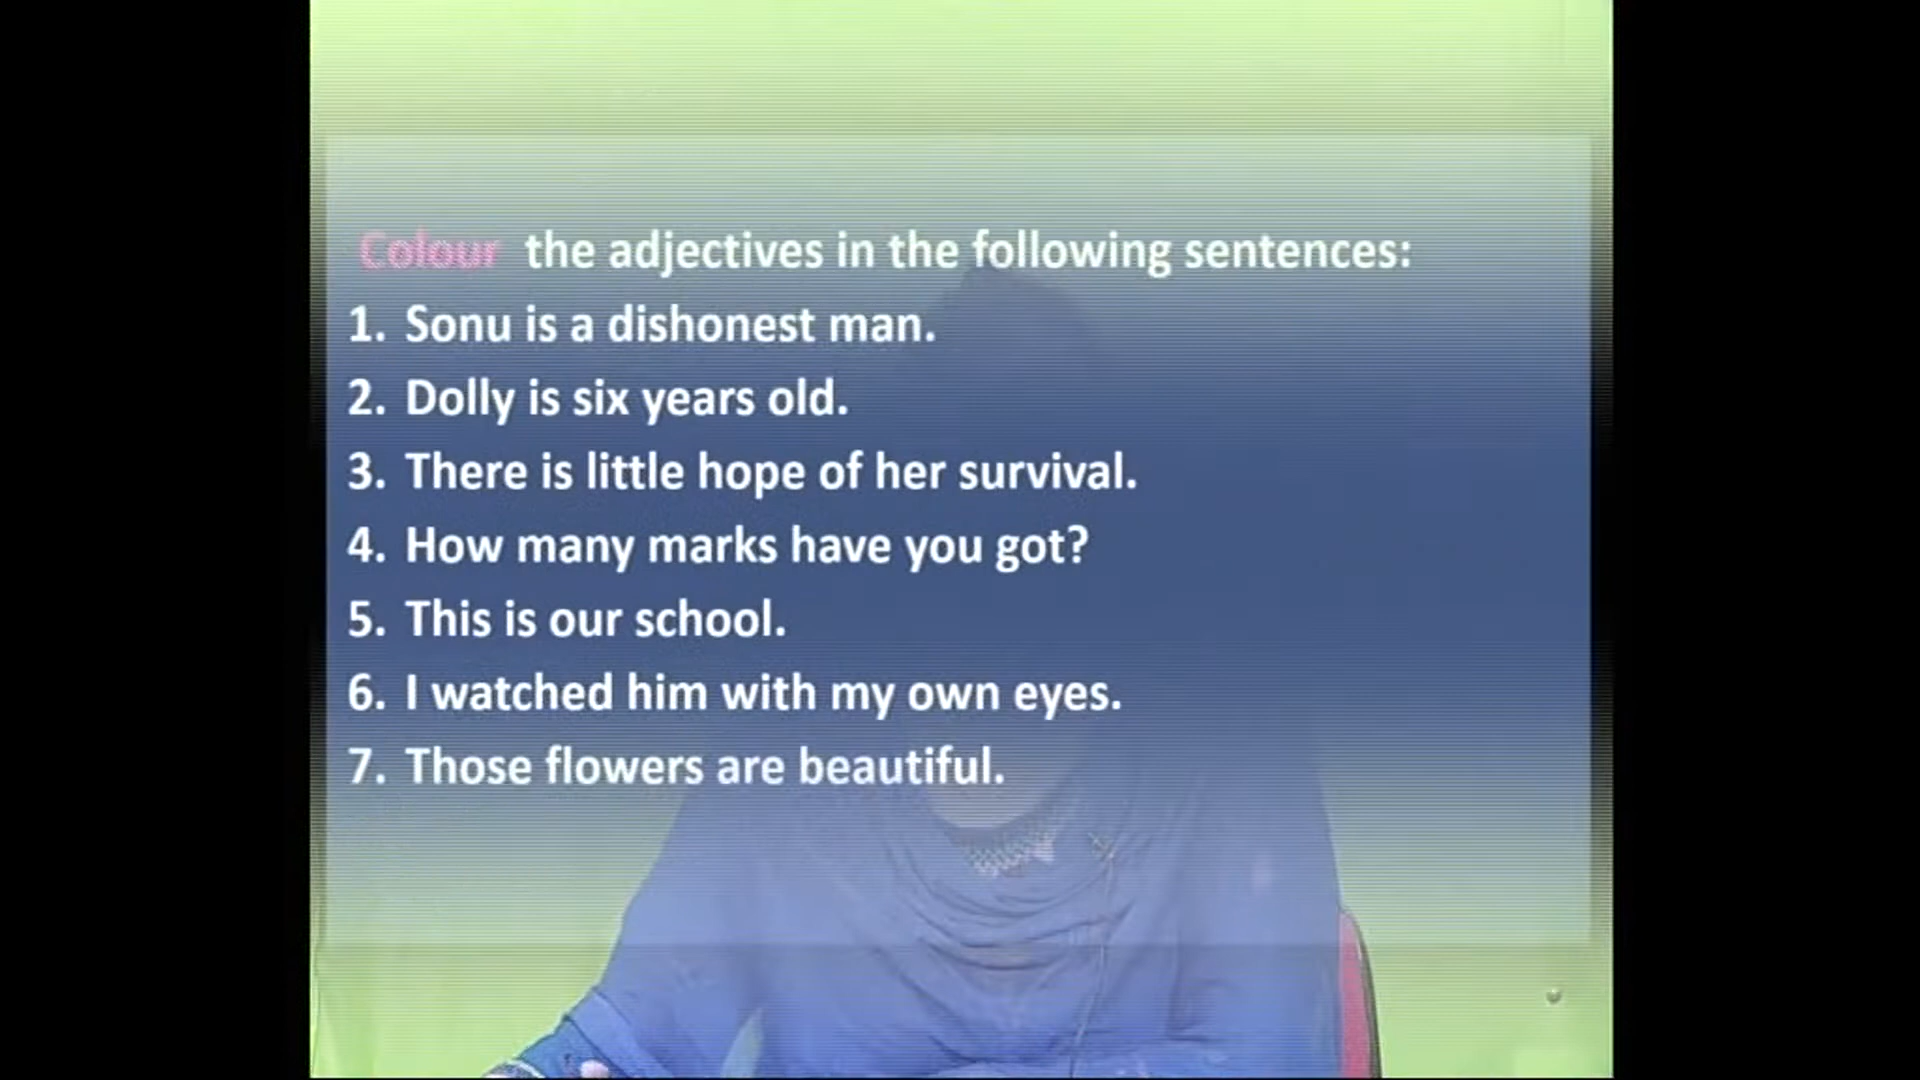 Colour the adjectives in the following sentences:
1. Sonu is a dishonest man.
2. Dolly is six years old.
3. There is little hope of her survival.
4. How many marks have you got?
5. This is our school.
6. I watched him with my own eyes.
7. Those flowers are beautiful.